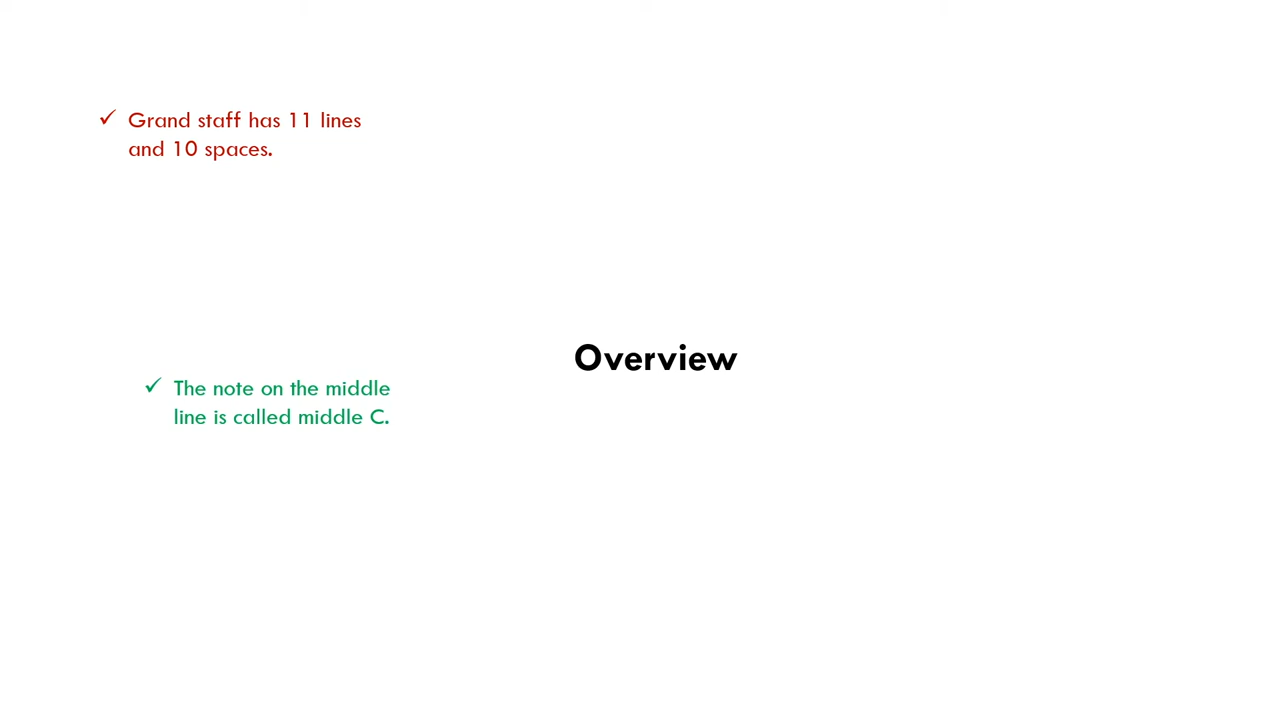 ✓ Grand staff has 11 lines
and 10 spaces.
Overview
✓ The note on the middle
line is called middle C.